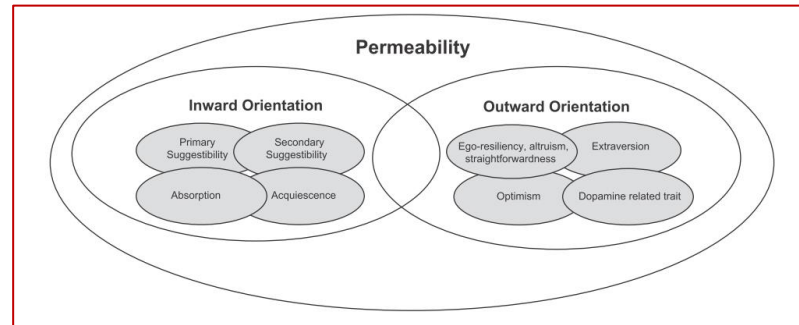 Permeability
Inward Orientation
Outward Orientation
Primary
Suggestibility
Secondary
Suggestibility
Ego-resiliency, altruism,
straightforwardness
Extraversion
Absorption
Acquiescence
Optimism
Dopamine related trait